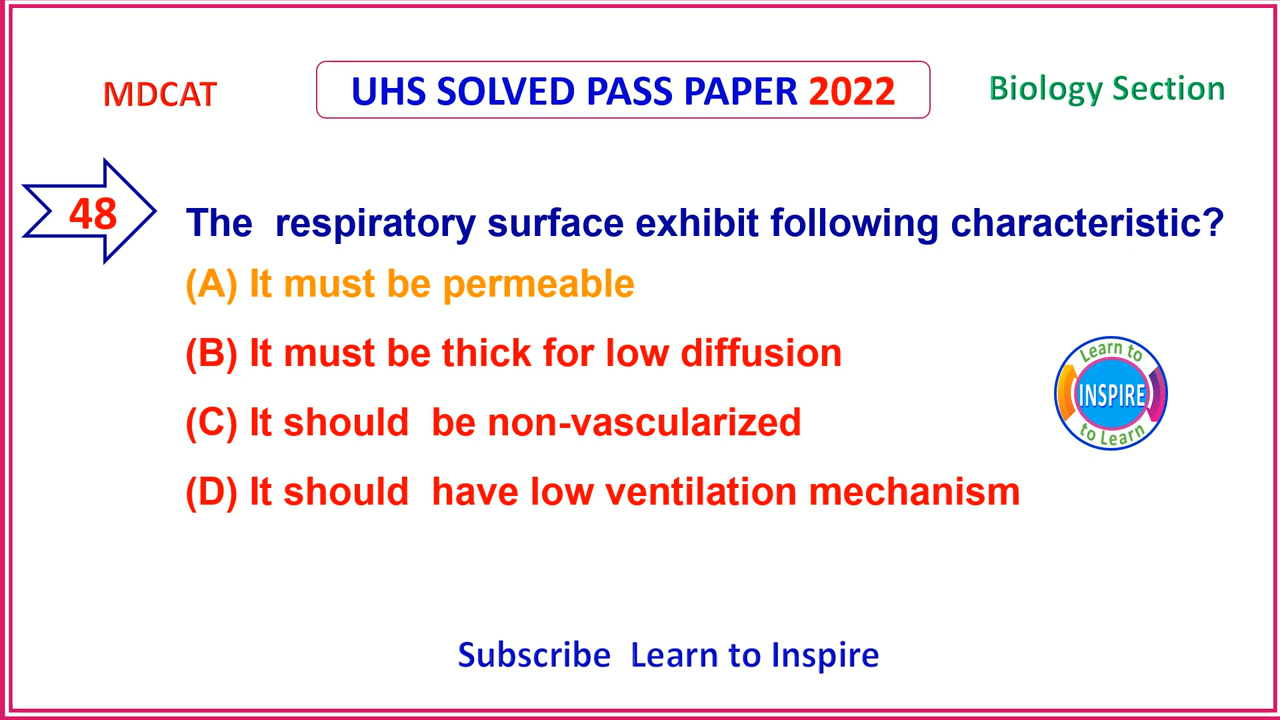 MDCAT
UHS SOLVED PASS PAPER 2022
Biology Section
48
The respiratory surface exhibit following characteristic?
(A) It must be permeable
(B) It must be thick for low diffusion
(C) It should be non-vascularized
(D) It should have low ventilation mechanism
Learn to
INSPIRE
to Learn
Subscribe Learn to Inspire